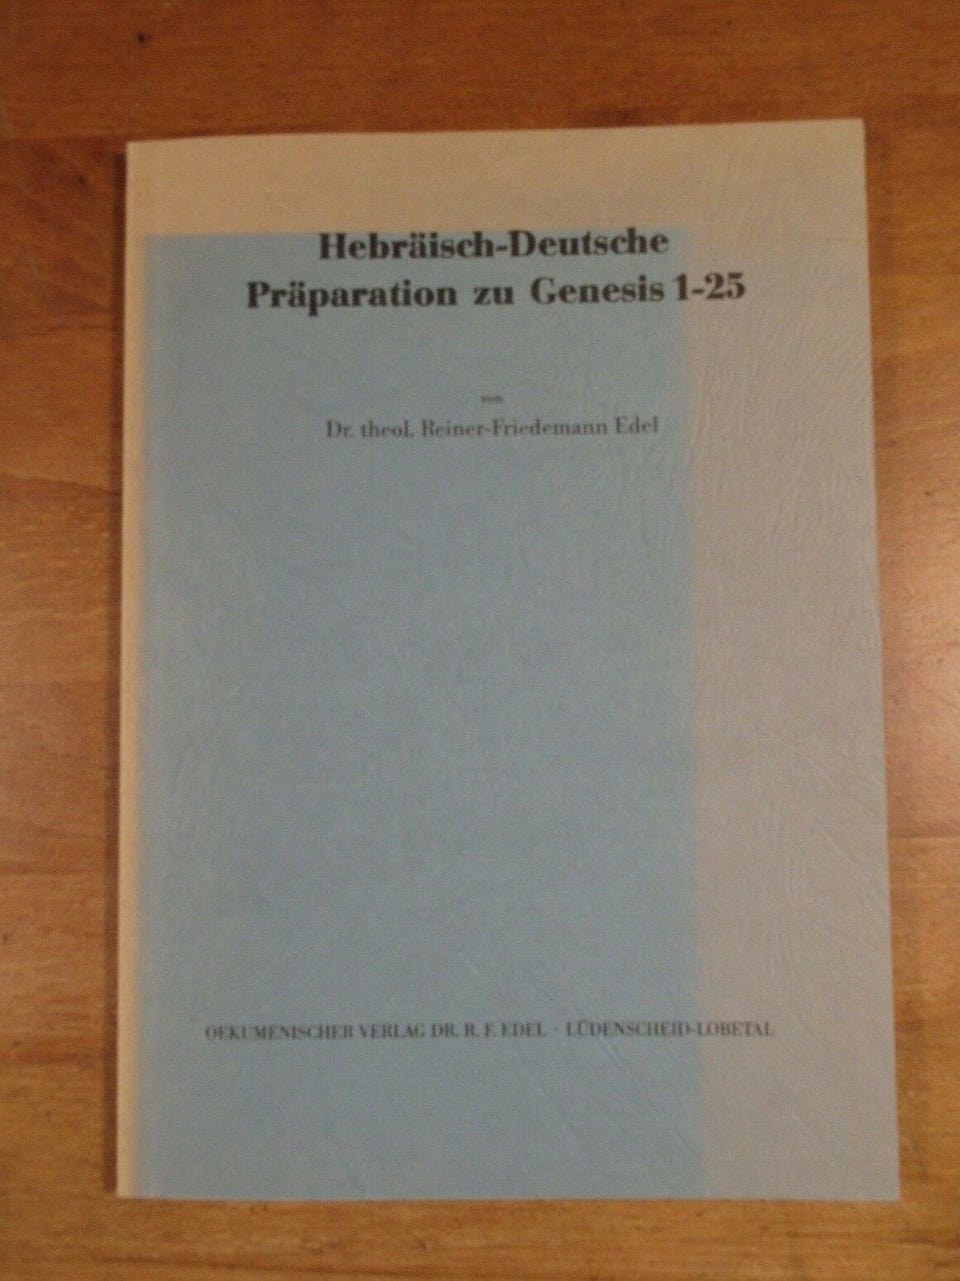 Hebräisch-Deutsche
Präparation zu Genesis 1-25
von
Dr. theol. Reiner-Friedemann Edel
OEKUMENISCHER VERLAG DR. R. F. EDEL · LÜDENSCHEID-LOBETAL